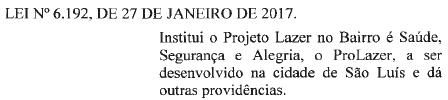 LEI Nº 6.192, DE 27 DE JANEIRO DE 2017.
Institui o Projeto Lazer no Bairro é Saúde,
Segurança e Alegria, o ProLazer, a ser
desenvolvido na cidade de São Luís e dá
outras providências.